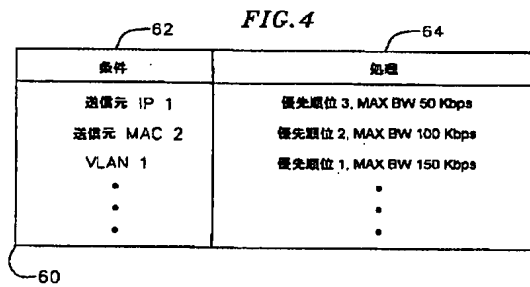 FIG.4
62
64
条件 処理
送信元 IP 1 優先順位 3, MAX BW 50 Kbps
送信元 MAC 2 優先順位 2, MAX BW 100 Kbps
VLAN 1 優先順位 1, MAX BW 150 Kbps
60